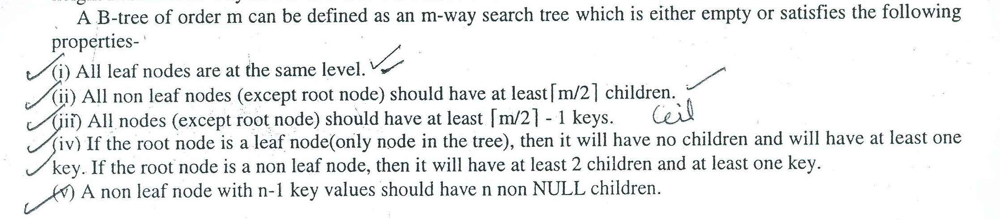 A B-tree of order m can be defined as an m-way search tree which is either empty or satisfies the following
properties-
(i) All leaf nodes are at the same level.
(ii) All non leaf nodes (except root node) should have at least ⌈m/2⌉ children.
(iii) All nodes (except root node) should have at least ⌈m/2⌉ - 1 keys.
Ceil
(iv) If the root node is a leaf node(only node in the tree), then it will have no children and will have at least one
key. If the root node is a non leaf node, then it will have at least 2 children and at least one key.
(v) A non leaf node with n-1 key values should have n non NULL children.